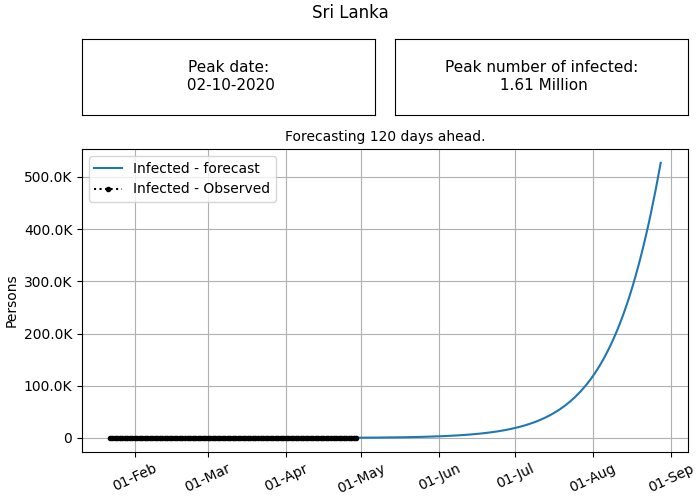 Sri Lanka
Peak date:
02-10-2020
Peak number of infected:
1.61 Million
Forecasting 120 days ahead.
Infected - forecast
Infected - Observed
500.0K
400.0K
300.0K
200.0K
100.0K
0
Persons
01-Feb
01-Mar
01-Apr
01-May
01-Jun
01-Jul
01-Aug
01-Sep